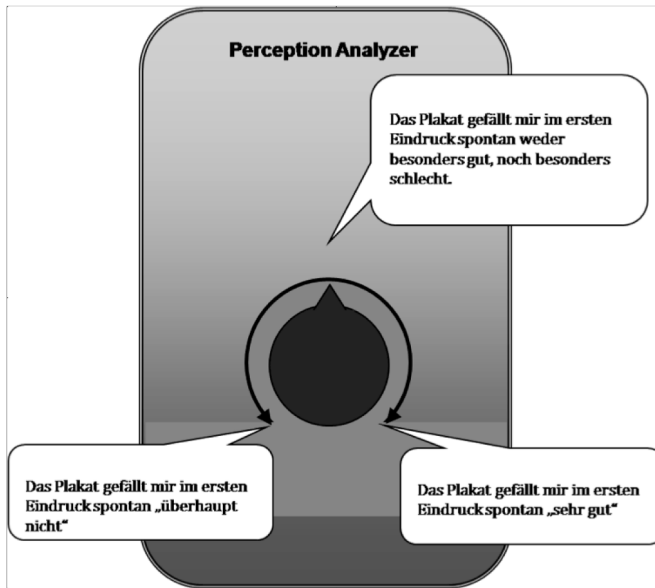 Perception Analyzer
Das Plakat gefällt mir im ersten
Eindruck spontan weder
besonders gut, noch besonders
schlecht.
Das Plakat gefällt mir im ersten
Eindruck spontan „überhaupt
nicht“
Das Plakat gefällt mir im ersten
Eindruck spontan „sehr gut“